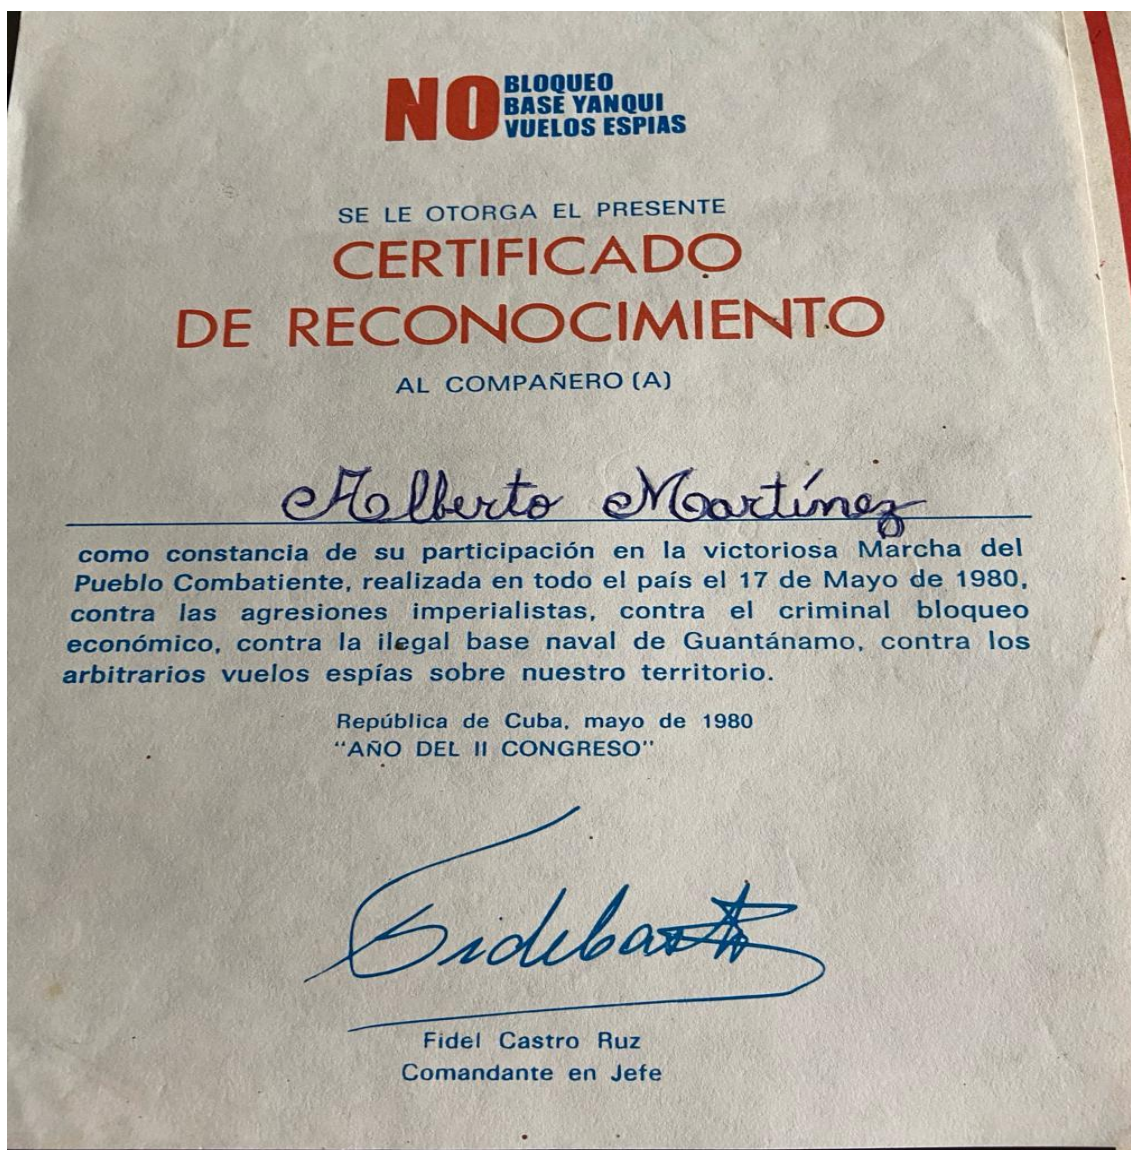 NO BLOQUEO
BASE YANQUI
VUELOS ESPIAS
SE LE OTORGA EL PRESENTE
CERTIFICADO
DE RECONOCIMIENTO
AL COMPAÑERO (A)
Alberto Martínez
como constancia de su participación en la victoriosa Marcha del
Pueblo Combatiente, realizada en todo el país el 17 de Mayo de 1980,
contra las agresiones imperialistas, contra el criminal bloqueo
económico, contra la ilegal base naval de Guantánamo, contra los
arbitrarios vuelos espías sobre nuestro territorio.
República de Cuba, mayo de 1980
"AÑO DEL II CONGRESO"
Fidel Castro Ruz
Comandante en Jefe